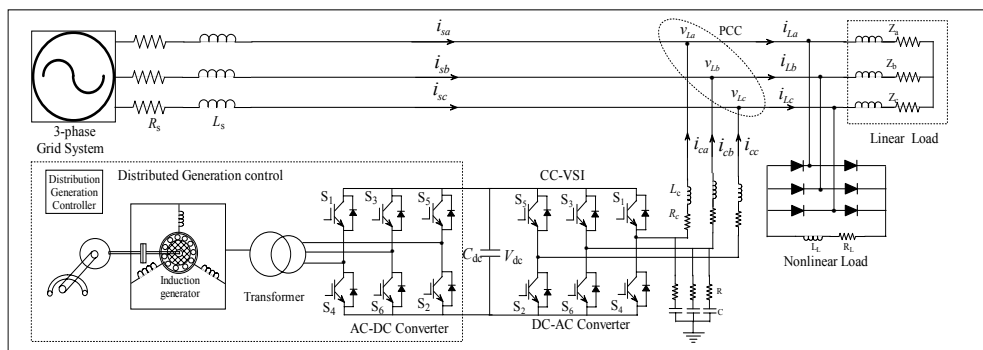 i_sa
v_La
PCC
i_La
Z_a
i_sb
v_Lb
i_Lb
Z_b
i_sc
v_Lc
i_Lc
R_s
L_s
3-phase
Grid System
Linear Load
i_ca
i_cb
i_cc
Distribution
Generation
Controller
Distributed Generation control
CC-VSI
L_c
R_c
S_1
S_3
S_5
S_5
S_3
S_1
C_dc
V_dc
Induction
generator
Transformer
L_L
R_L
Nonlinear Load
S_4
S_6
S_2
S_2
S_6
S_4
R
C
AC-DC Converter
DC-AC Converter